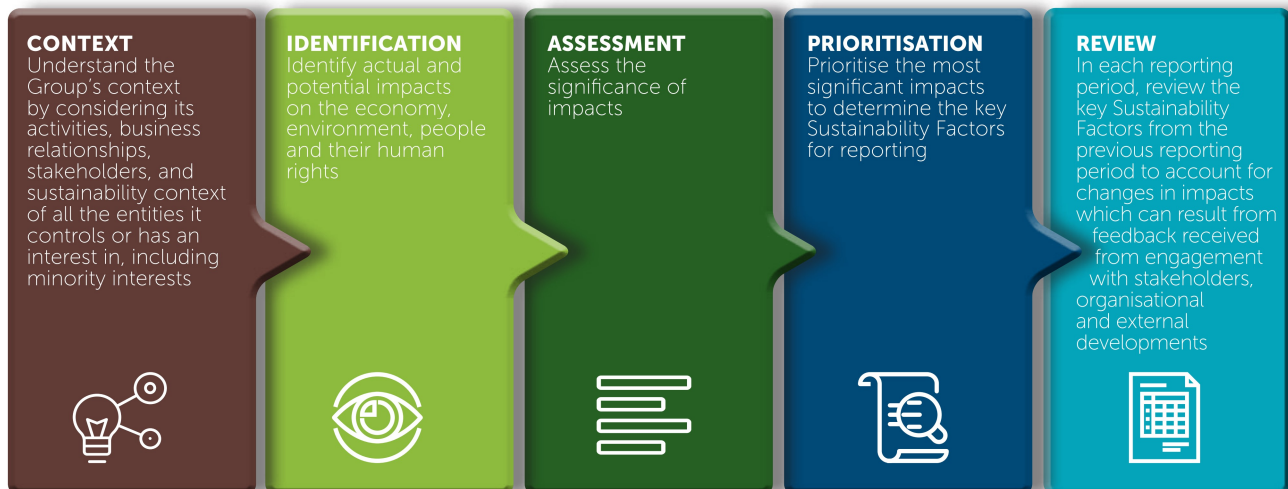 CONTEXT
Understand the
Group's context
by considering its
activities, business
relationships,
stakeholders, and
sustainability context
of all the entities it
controls or has an
interest in, including
minority interests
IDENTIFICATION
Identify actual and
potential impacts
on the economy,
environment, people
and their human
rights
ASSESSMENT
Assess the
significance of
impacts
PRIORITISATION
Prioritise the most
significant impacts
to determine the key
Sustainability Factors
for reporting
REVIEW
In each reporting
period, review the
key Sustainability
Factors from the
previous reporting
period to account for
changes in impacts
which can result from
feedback received
from engagement
with stakeholders,
organisational
and external
developments